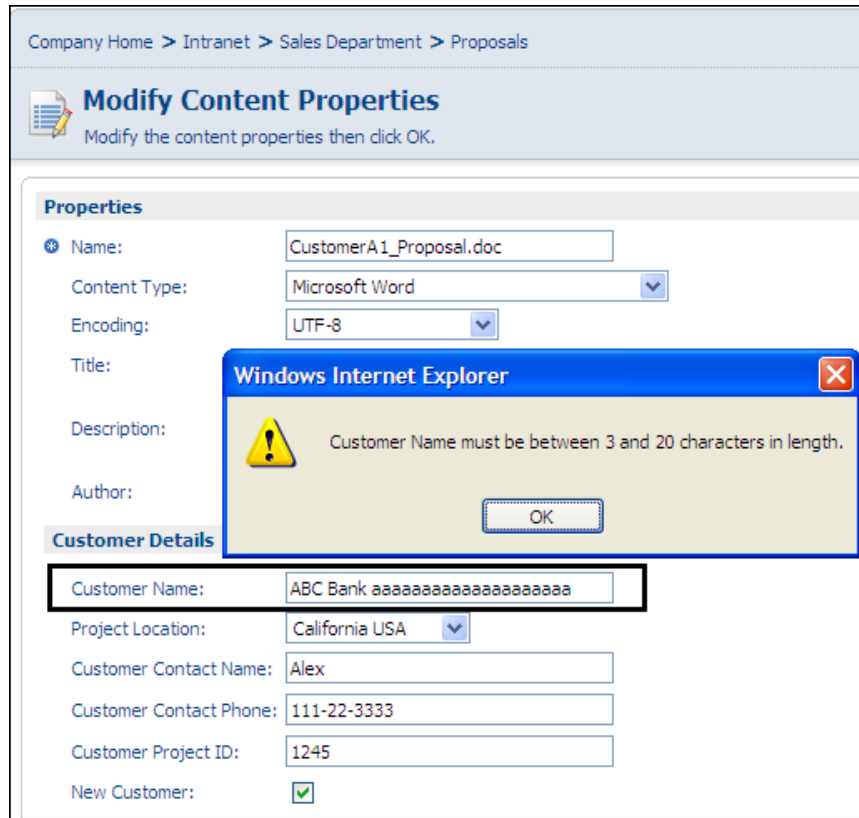 Company Home > Intranet > Sales Department > Proposals
Modify Content Properties
Modify the content properties then click OK.
Properties
Name: CustomerA1_Proposal.doc
Content Type: Microsoft Word
Encoding: UTF-8
Title:
Windows Internet Explorer
Description:
Customer Name must be between 3 and 20 characters in length.
Author:
OK
Customer Details
Customer Name: ABC Bank aaaaaaaaaaaaaaaaaaaa
Project Location: California USA
Customer Contact Name: Alex
Customer Contact Phone: 111-22-3333
Customer Project ID: 1245
New Customer: